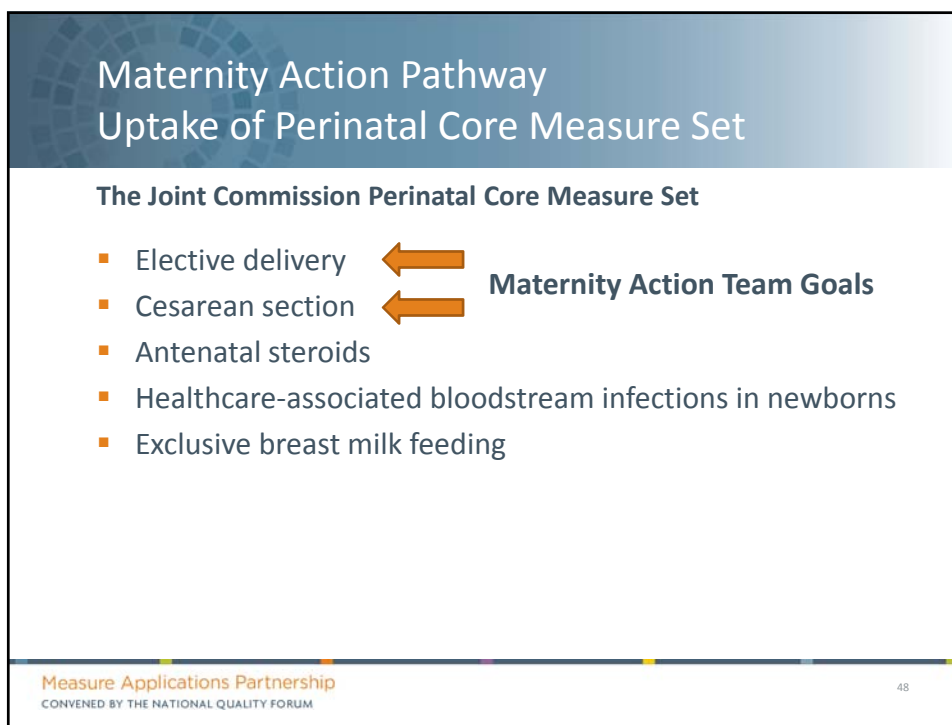 Maternity Action Pathway
Uptake of Perinatal Core Measure Set
The Joint Commission Perinatal Core Measure Set
Elective delivery
Cesarean section
Maternity Action Team Goals
Antenatal steroids
Healthcare-associated bloodstream infections in newborns
Exclusive breast milk feeding
Measure Applications Partnership
CONVENED BY THE NATIONAL QUALITY FORUM
48